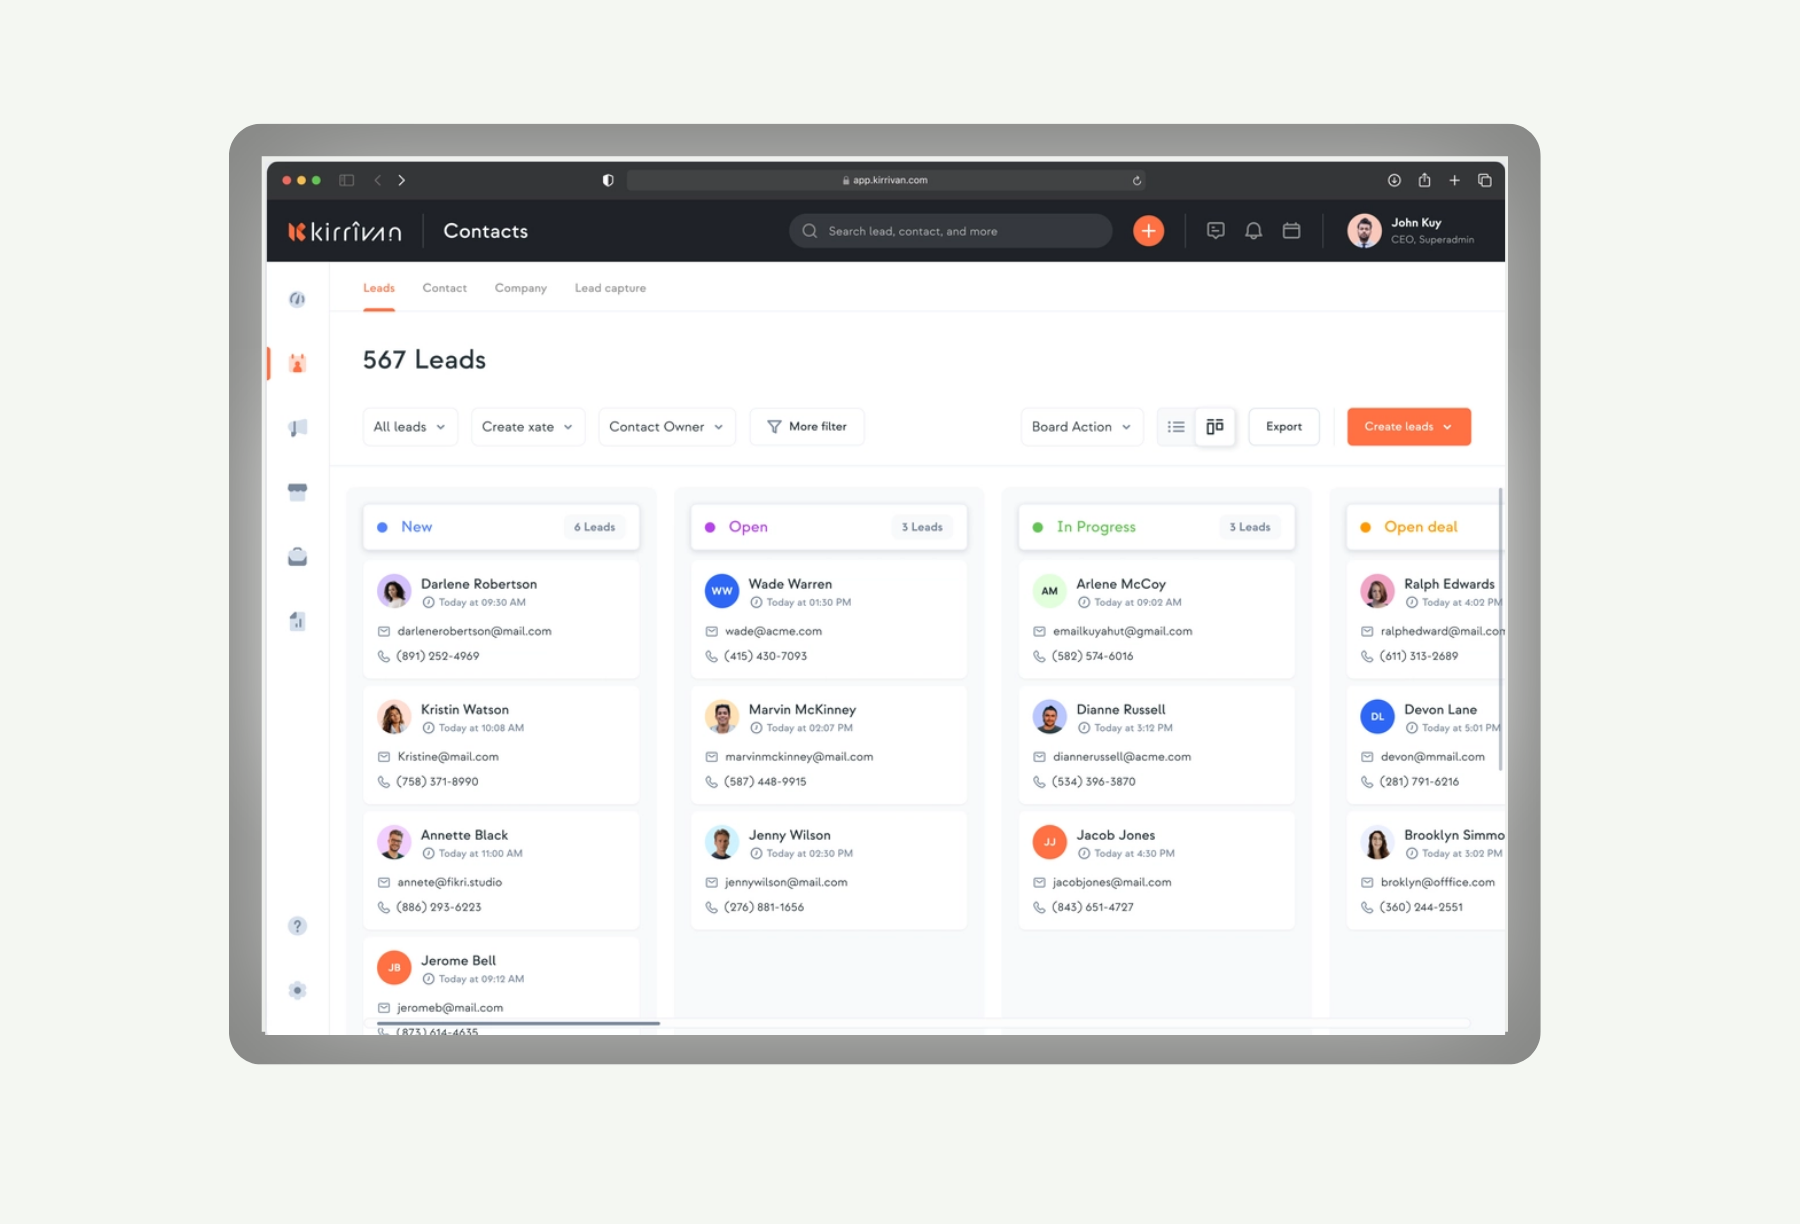 app.kirrivan.com
kirrîvan
Contacts
Search lead, contact, and more
John Kuy
CEO, Superadmin
Leads Contact Company Lead capture
567 Leads
All leads Create xate Contact Owner More filter Board Action Export Create leads
New 6 Leads
Darlene Robertson
Today at 09:30 AM
darlenerobertson@mail.com
(891) 252-4969
Kristin Watson
Today at 10:08 AM
Kristine@mail.com
(758) 371-8990
Annette Black
Today at 11:00 AM
annete@fikri.studio
(886) 293-6223
JB
Jerome Bell
Today at 09:12 AM
jeromeb@mail.com
(873) 614-4635
Open 3 Leads
WW
Wade Warren
Today at 01:30 PM
wade@acme.com
(415) 430-7093
Marvin McKinney
Today at 02:07 PM
marvinmckinney@mail.com
(587) 448-9915
Jenny Wilson
Today at 02:30 PM
jennywilson@mail.com
(276) 881-1656
In Progress 3 Leads
AM
Arlene McCoy
Today at 09:02 AM
emailkuyahut@gmail.com
(582) 574-6016
Dianne Russell
Today at 3:12 PM
diannerussell@acme.com
(534) 396-3870
JJ
Jacob Jones
Today at 4:30 PM
jacobjones@mail.com
(843) 651-4727
Open deal
Ralph Edwards
Today at 4:02 PM
ralphedward@mail.com
(611) 313-2689
DL
Devon Lane
Today at 5:01 PM
devon@mmail.com
(281) 791-6216
Brooklyn Simmo
Today at 3:02 PM
broklyn@offfice.com
(360) 244-2551
?